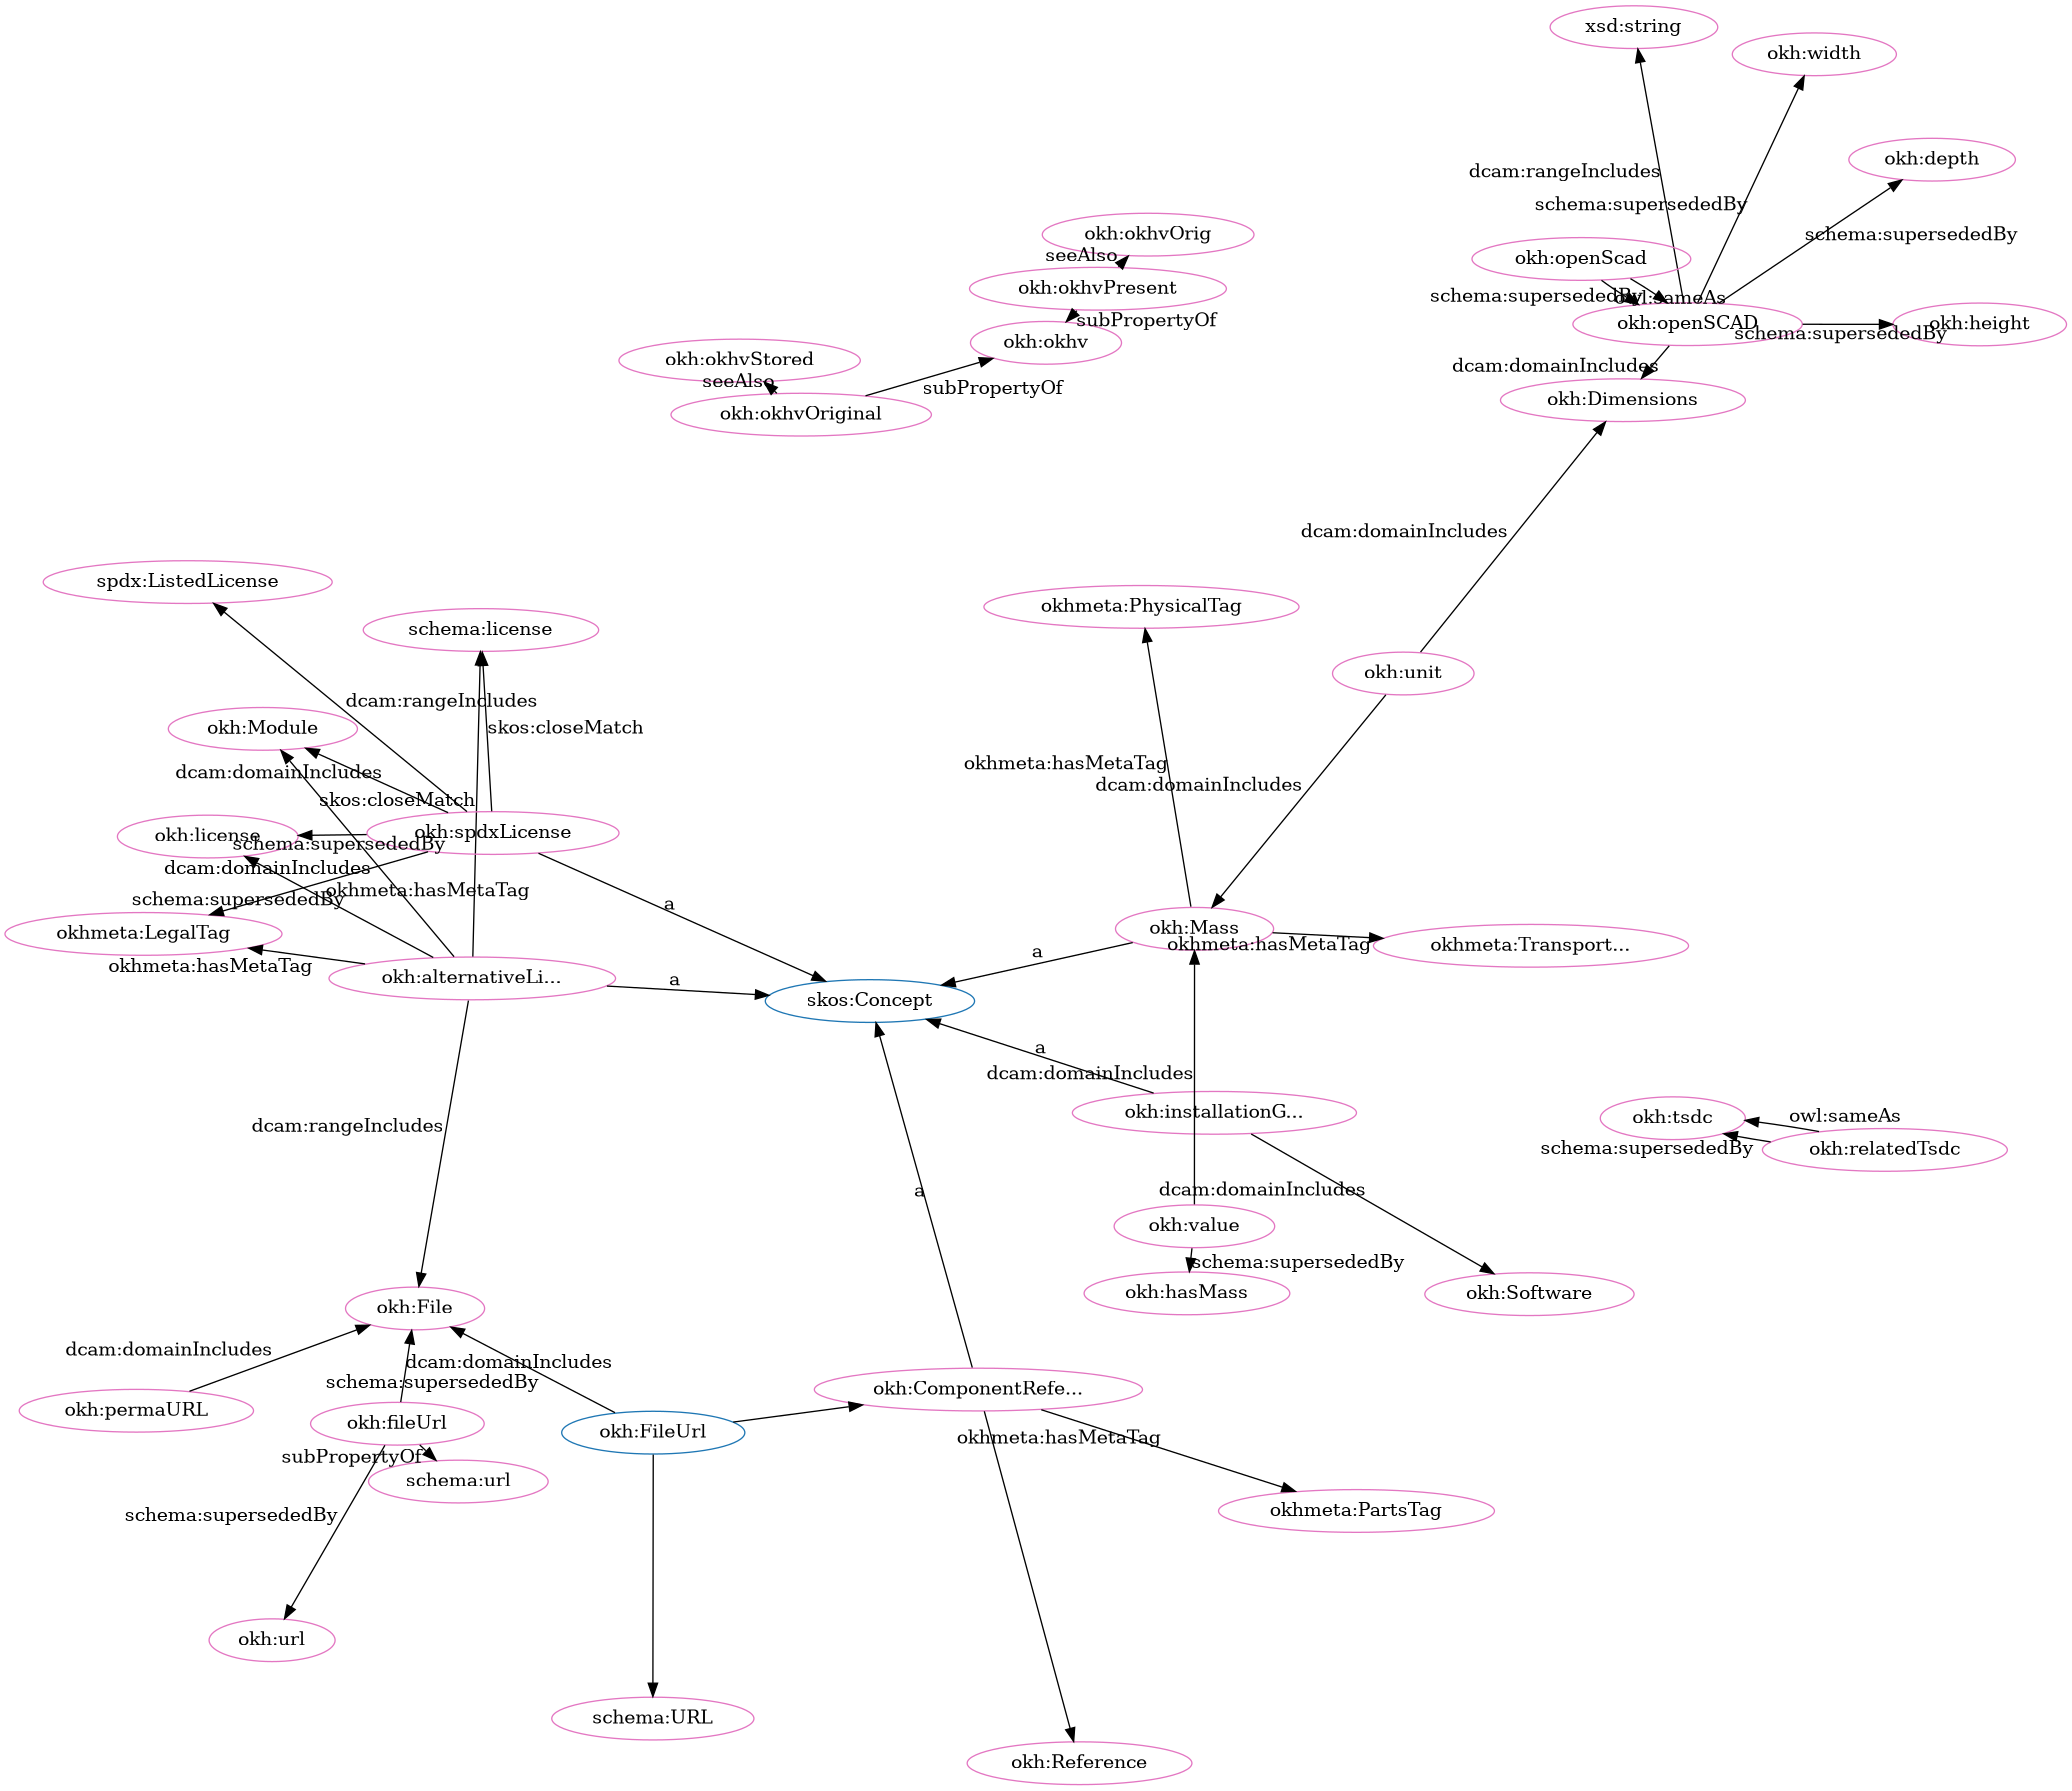 xsd:string
okh:width
okh:depth
dcam:rangeIncludes
schema:supersededBy
okh:okhvOrig
schema:supersededBy
seeAlso
okh:openScad
okh:okhvPresent
schema:supersededBy
owl:sameAs
subPropertyOf
okh:openSCAD
okh:height
schema:supersededBy
okh:okhv
okh:okhvStored
dcam:domainIncludes
seeAlso
subPropertyOf
okh:Dimensions
okh:okhvOriginal
dcam:domainIncludes
spdx:ListedLicense
okhmeta:PhysicalTag
schema:license
okh:unit
dcam:rangeIncludes
okh:Module
skos:closeMatch
okhmeta:hasMetaTag
dcam:domainIncludes
dcam:domainIncludes
skos:closeMatch
okh:license
okh:spdxLicense
schema:supersededBy
dcam:domainIncludes
okhmeta:hasMetaTag
schema:supersededBy
a
okhmeta:LegalTag
okh:Mass
okhmeta:hasMetaTag
okhmeta:Transport...
a
okhmeta:hasMetaTag
okh:alternativeLi...
a
skos:Concept
a
dcam:domainIncludes
okh:installationG...
okh:tsdc
owl:sameAs
dcam:rangeIncludes
schema:supersededBy
okh:relatedTsdc
a
dcam:domainIncludes
okh:value
schema:supersededBy
okh:hasMass
okh:Software
okh:File
dcam:domainIncludes
dcam:domainIncludes
schema:supersededBy
okh:ComponentRefe...
okh:permaURL
okh:fileUrl
okh:FileUrl
okhmeta:hasMetaTag
subPropertyOf
schema:url
okhmeta:PartsTag
schema:supersededBy
okh:url
schema:URL
okh:Reference